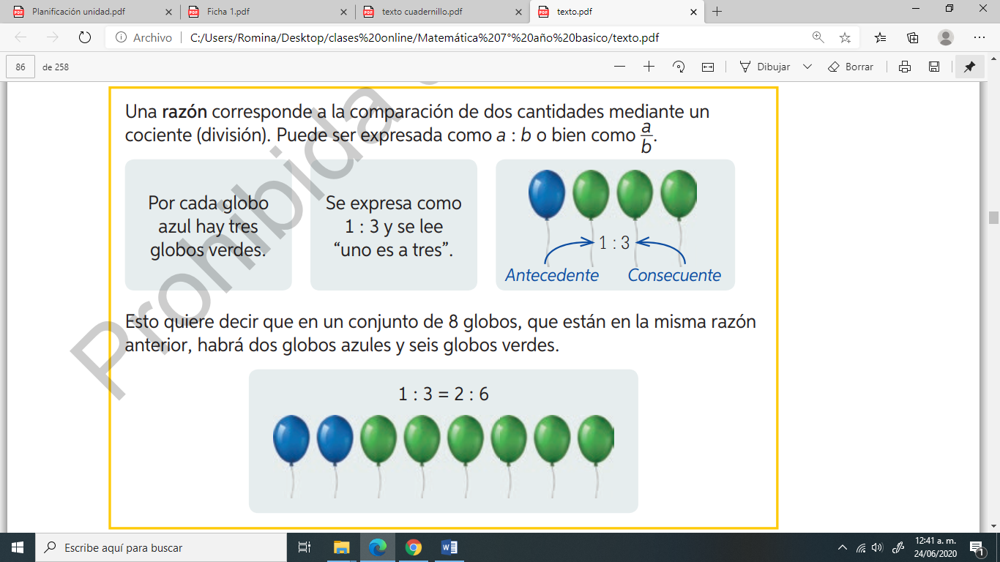 Planificación unidad.pdf
Ficha 1.pdf
texto cuadernillo.pdf
texto.pdf
Archivo
C:/Users/Romina/Desktop/clases%20online/Matemática%207°%20año%20basico/texto.pdf
86
de 258
Dibujar
Borrar
Prohibida
Una razón corresponde a la comparación de dos cantidades mediante un
cociente (división). Puede ser expresada como a : b o bien como a/b.
Por cada globo
azul hay tres
globos verdes.
Se expresa como
1 : 3 y se lee
“uno es a tres”.
1 : 3
Antecedente
Consecuente
Esto quiere decir que en un conjunto de 8 globos, que están en la misma razón
anterior, habrá dos globos azules y seis globos verdes.
1 : 3 = 2 : 6
Escribe aquí para buscar
12:41 a. m.
24/06/2020
1